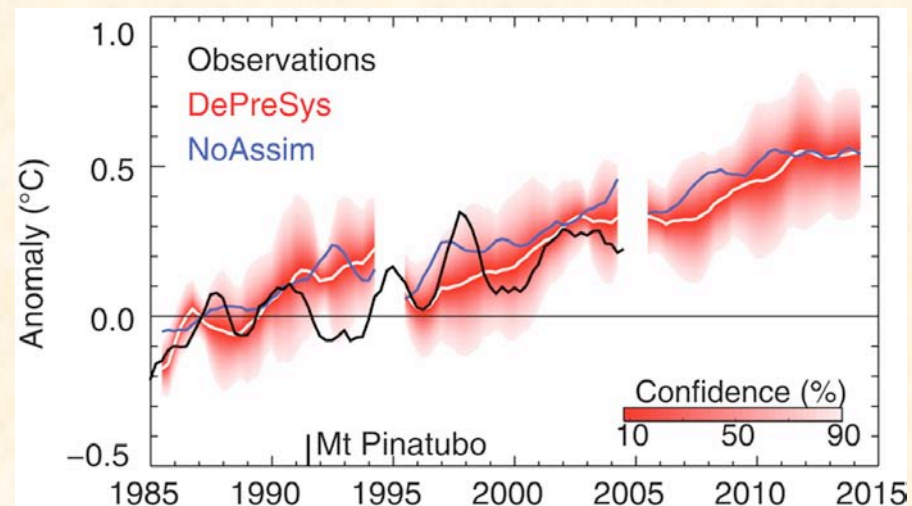 1.0
Observations
DePreSys
NoAssim
0.5
Anomaly (°C)
0.0
Confidence (%)
10 50 90
Mt Pinatubo
−0.5
1985 1990 1995 2000 2005 2010 2015